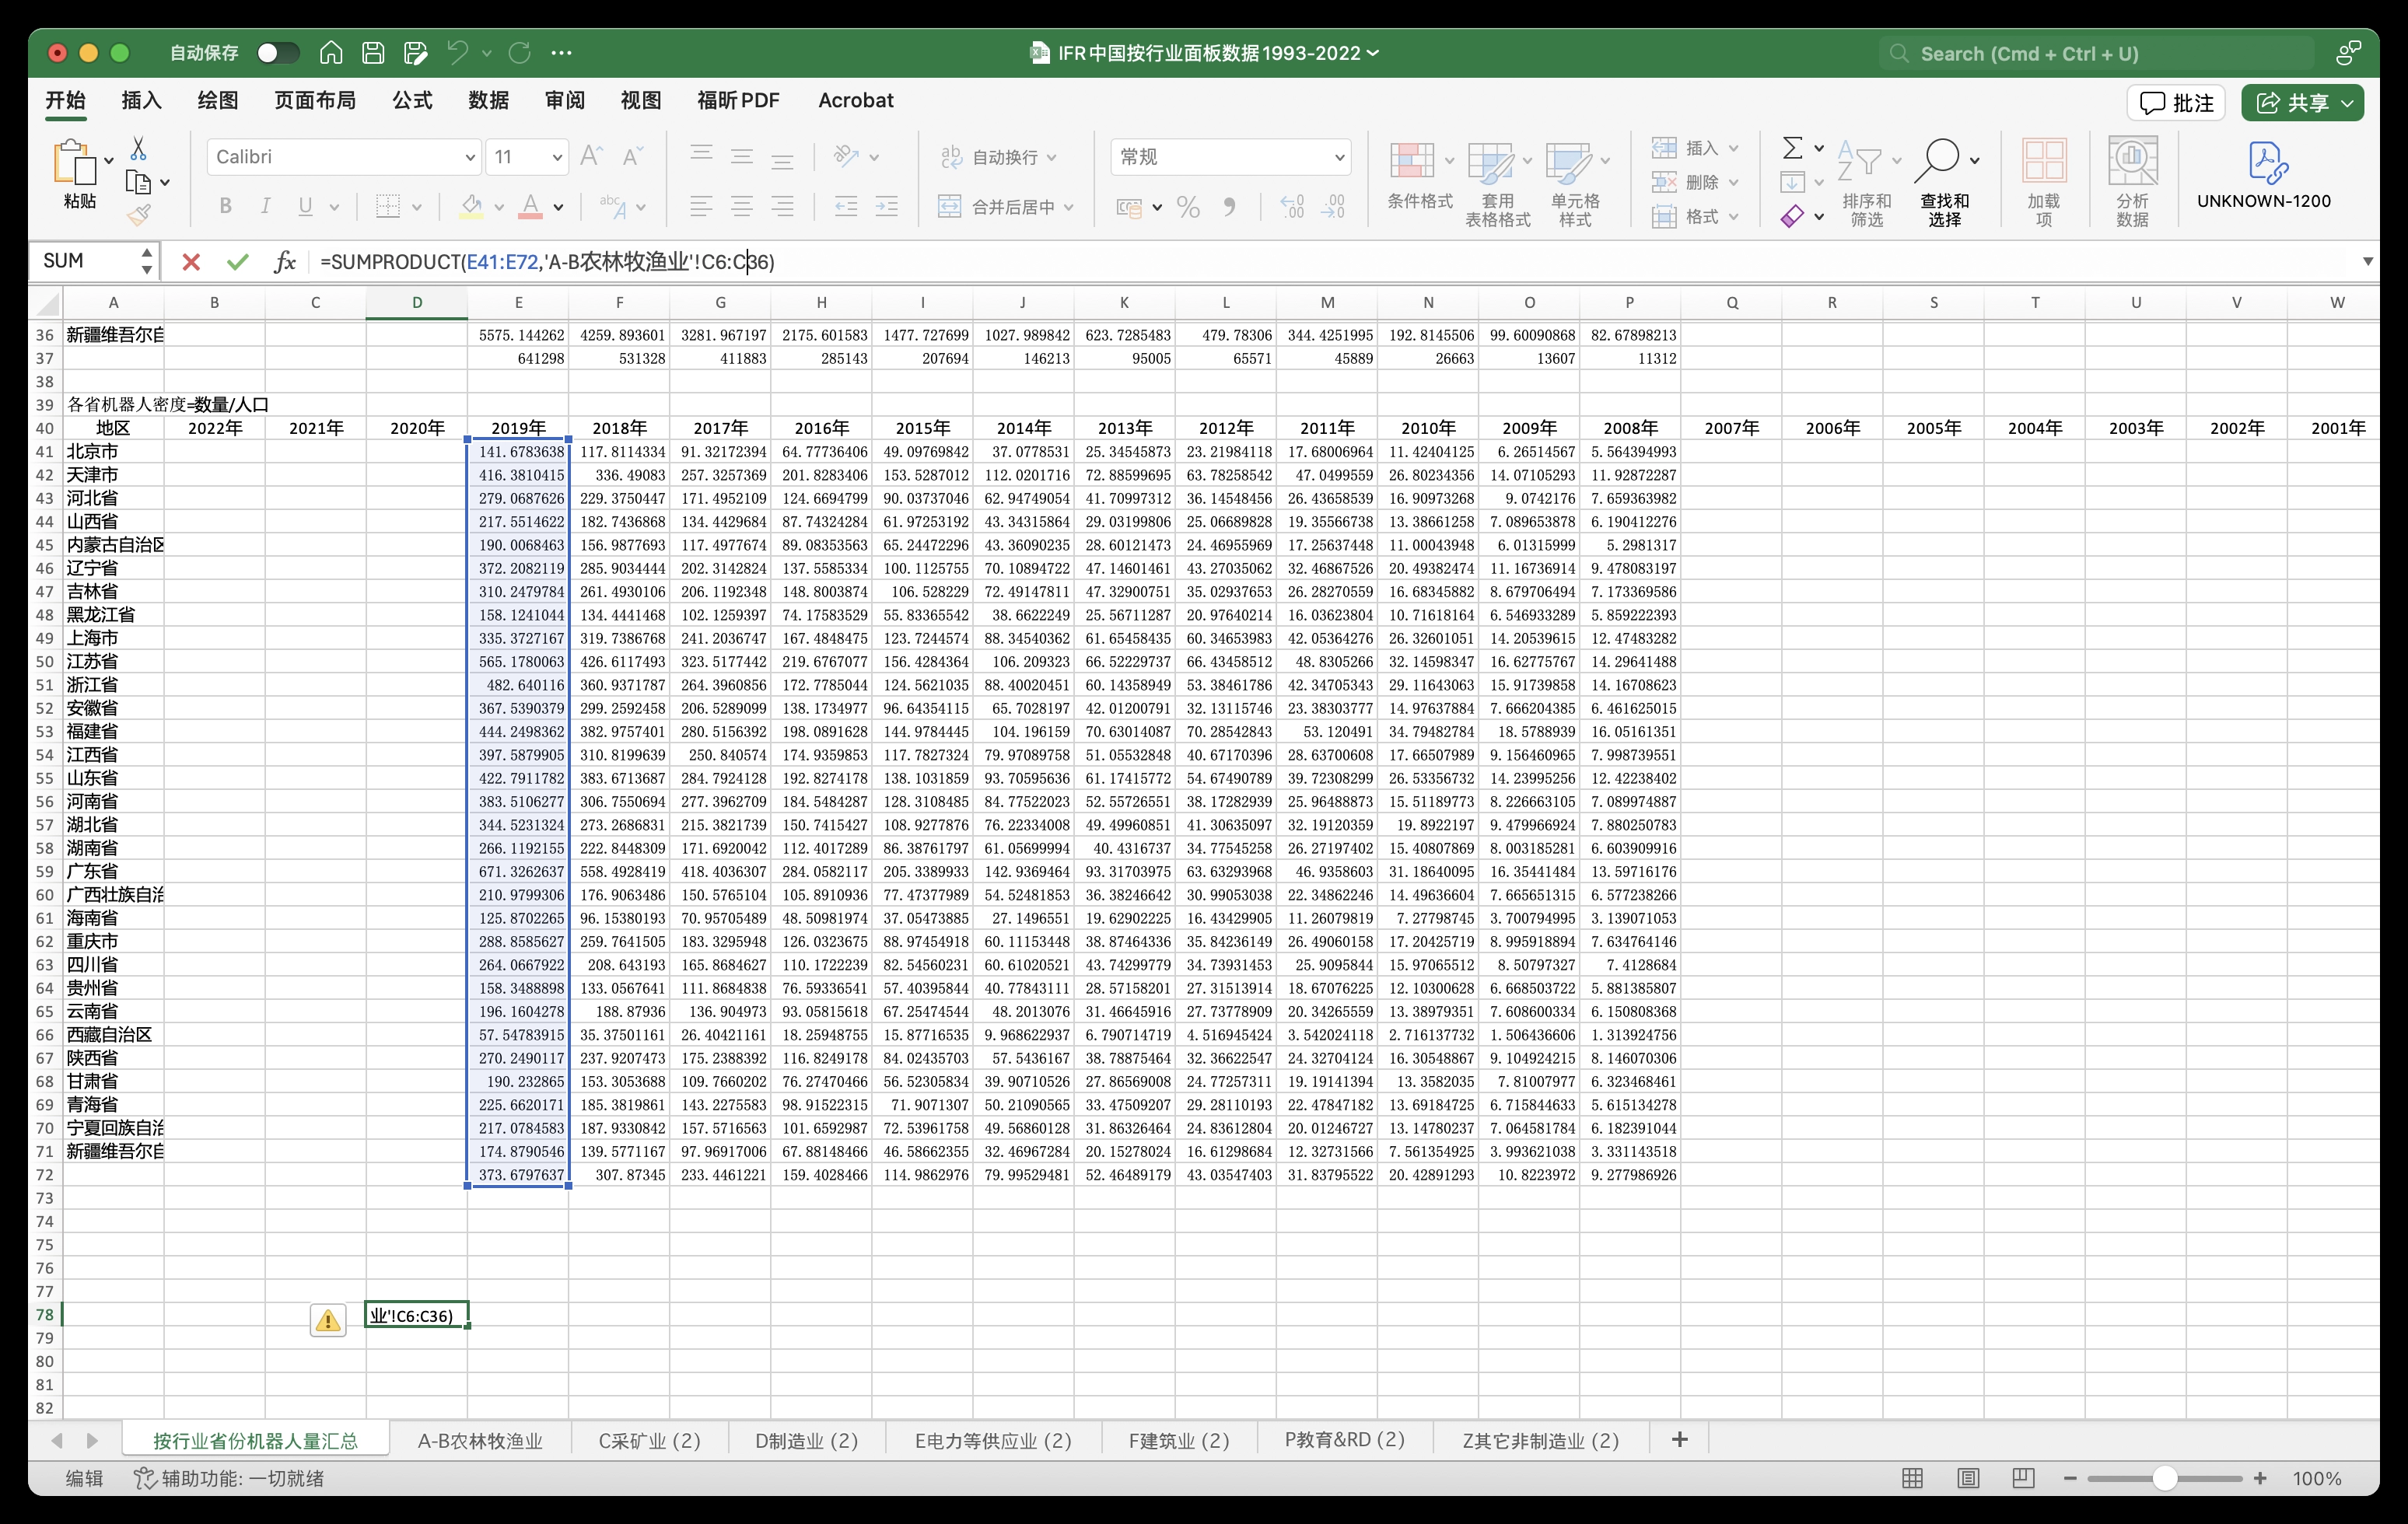 自动保存
IFR中国按行业面板数据1993-2022
Search (Cmd + Ctrl + U)
开始 插入 绘图 页面布局 公式 数据 审阅 视图 福昕PDF Acrobat
批注 共享
粘贴
Calibri 11
自动换行
合并后居中
常规
条件格式
套用
表格格式
单元格
样式
插入
删除
格式
排序和
筛选
查找和
选择
加载
项
分析
数据
UNKNOWN-1200
SUM fx =SUMPRODUCT(E41:E72,'A-B农林牧渔业'!C6:C36)
A B C D E F G H I J K L M N O P Q R S T U V W
36 新疆维吾尔自 5575.144262 4259.893601 3281.967197 2175.601583 1477.727699 1027.989842 623.7285483 479.78306 344.4251995 192.8145506 99.60090868 82.67898213
37 641298 531328 411883 285143 207694 146213 95005 65571 45889 26663 13607 11312
38
39 各省机器人密度=数量/人口
40 地区 2022年 2021年 2020年 2019年 2018年 2017年 2016年 2015年 2014年 2013年 2012年 2011年 2010年 2009年 2008年 2007年 2006年 2005年 2004年 2003年 2002年 2001年
41 北京市 141.6783638 117.8114334 91.32172394 64.77736406 49.09769842 37.0778531 25.34545873 23.21984118 17.68006964 11.42404125 6.26514567 5.564394993
42 天津市 416.3810415 336.49083 257.3257369 201.8283406 153.5287012 112.0201716 72.88599695 63.78258542 47.0499559 26.80234356 14.07105293 11.92872287
43 河北省 279.0687626 229.3750447 171.4952109 124.6694799 90.03737046 62.94749054 41.70997312 36.14548456 26.43658539 16.90973268 9.0742176 7.659363982
44 山西省 217.5514622 182.7436868 134.4429684 87.74324284 61.97253192 43.34315864 29.03199806 25.06689828 19.35566738 13.38661258 7.089653878 6.190412276
45 内蒙古自治区 190.0068463 156.9877693 117.4977674 89.08353563 65.24472296 43.36090235 28.60121473 24.46955969 17.25637448 11.00043948 6.01315999 5.2981317
46 辽宁省 372.2082119 285.9034444 202.3142824 137.5585334 100.1125755 70.10894722 47.14601461 43.27035062 32.46867526 20.49382474 11.16736914 9.478083197
47 吉林省 310.2479784 261.4930106 206.1192348 148.8003874 106.528229 72.49147811 47.32900751 35.02937653 26.28270559 16.68345882 8.679706494 7.173369586
48 黑龙江省 158.1241044 134.4441468 102.1259397 74.17583529 55.83365542 38.6622249 25.56711287 20.97640214 16.03623804 10.71618164 6.546933289 5.859222393
49 上海市 335.3727167 319.7386768 241.2036747 167.4848475 123.7244574 88.34540362 61.65458435 60.34653983 42.05364276 26.32601051 14.20539615 12.47483282
50 江苏省 565.1780063 426.6117493 323.5177442 219.6767077 156.4284364 106.209323 66.52229737 66.43458512 48.8305266 32.14598347 16.62775767 14.29641488
51 浙江省 482.640116 360.9371787 264.3960856 172.7785044 124.5621035 88.40020451 60.14358949 53.38461786 42.34705343 29.11643063 15.91739858 14.16708623
52 安徽省 367.5390379 299.2592458 206.5289099 138.1734977 96.64354115 65.7028197 42.01200791 32.13115746 23.38303777 14.97637884 7.666204385 6.461625015
53 福建省 444.2498362 382.9757401 280.5156392 198.0891628 144.9784445 104.196159 70.63014087 70.28542843 53.120491 34.79482784 18.5788939 16.05161351
54 江西省 397.5879905 310.8199639 250.840574 174.9359853 117.7827324 79.97089758 51.05532848 40.67170396 28.63700608 17.66507989 9.156460965 7.998739551
55 山东省 422.7911782 383.6713687 284.7924128 192.8274178 138.1031859 93.70595636 61.17415772 54.67490789 39.72308299 26.53356732 14.23995256 12.42238402
56 河南省 383.5106277 306.7550694 277.3962709 184.5484287 128.3108485 84.77522023 52.55726551 38.17282939 25.96488873 15.51189773 8.226663105 7.089974887
57 湖北省 344.5231324 273.2686831 215.3821739 150.7415427 108.9277876 76.22334008 49.49960851 41.30635097 32.19120359 19.8922197 9.479966924 7.880250783
58 湖南省 266.1192155 222.8448309 171.6920042 112.4017289 86.38761797 61.05699994 40.4316737 34.77545258 26.27197402 15.40807869 8.003185281 6.603909916
59 广东省 671.3262637 558.4928419 418.4036307 284.0582117 205.3389933 142.9369464 93.31703975 63.63293968 46.9358603 31.18640095 16.35441484 13.59716176
60 广西壮族自治 210.9799306 176.9063486 150.5765104 105.8910936 77.47377989 54.52481853 36.38246642 30.99053038 22.34862246 14.49636604 7.665651315 6.577238266
61 海南省 125.8702265 96.15380193 70.95705489 48.50981974 37.05473885 27.1496551 19.62902225 16.43429905 11.26079819 7.27798745 3.700794995 3.139071053
62 重庆市 288.8585627 259.7641505 183.3295948 126.0323675 88.97454918 60.11153448 38.87464336 35.84236149 26.49060158 17.20425719 8.995918894 7.634764146
63 四川省 264.0667922 208.643193 165.8684627 110.1722239 82.54560231 60.61020521 43.74299779 34.73931453 25.9095844 15.97065512 8.50797327 7.4128684
64 贵州省 158.3488898 133.0567641 111.8684838 76.59336541 57.40395844 40.77843111 28.57158201 27.31513914 18.67076225 12.10300628 6.668503722 5.881385807
65 云南省 196.1604278 188.87936 136.904973 93.05815618 67.25474544 48.2013076 31.46645916 27.73778909 20.34265559 13.38979351 7.608600334 6.150808368
66 西藏自治区 57.54783915 35.37501161 26.40421161 18.25948755 15.87716535 9.968622937 6.790714719 4.516945424 3.542024118 2.716137732 1.506436606 1.313924756
67 陕西省 270.2490117 237.9207473 175.2388392 116.8249178 84.02435703 57.5436167 38.78875464 32.36622547 24.32704124 16.30548867 9.104924215 8.146070306
68 甘肃省 190.232865 153.3053688 109.7660202 76.27470466 56.52305834 39.90710526 27.86569008 24.77257311 19.19141394 13.3582035 7.81007977 6.323468461
69 青海省 225.6620171 185.3819861 143.2275583 98.91522315 71.9071307 50.21090565 33.47509207 29.28110193 22.47847182 13.69184725 6.715844633 5.615134278
70 宁夏回族自治 217.0784583 187.9330842 157.5716563 101.6592987 72.53961758 49.56860128 31.86326464 24.83612804 20.01246727 13.14780237 7.064581784 6.182391044
71 新疆维吾尔自 174.8790546 139.5771167 97.96917006 67.88148466 46.58662355 32.46967284 20.15278024 16.61298684 12.32731566 7.561354925 3.993621038 3.331143518
72 373.6797637 307.87345 233.4461221 159.4028466 114.9862976 79.99529481 52.46489179 43.03547403 31.83795522 20.42891293 10.8223972 9.277986926
73
74
75
76
77
78 业'!C6:C36)
79
80
81
82
按行业省份机器人量汇总 A-B农林牧渔业 C采矿业 (2) D制造业 (2) E电力等供应业 (2) F建筑业 (2) P教育&RD (2) Z其它非制造业 (2) +
编辑 辅助功能: 一切就绪 100%